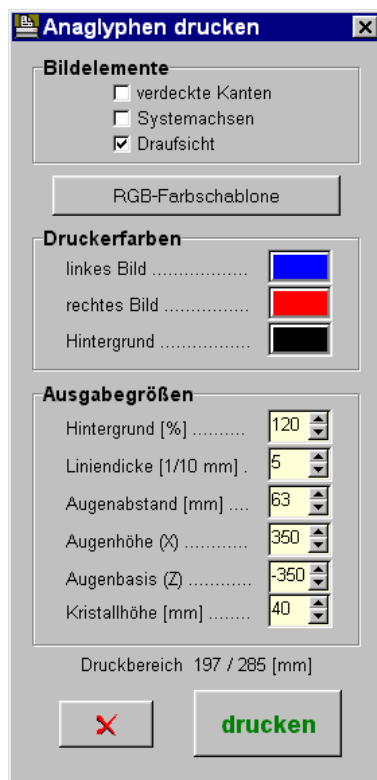 Anaglyphen drucken
Bildelemente
verdeckte Kanten
Systemachsen
Draufsicht
RGB-Farbschablone
Druckerfarben
linkes Bild ..................
rechtes Bild ................
Hintergrund .................
Ausgabegrößen
Hintergrund [%] .......... 120
Liniendicke [1/10 mm] . 5
Augenabstand [mm] .... 63
Augenhöhe (X) ............ 350
Augenbasis (Z) ............ -350
Kristallhöhe [mm] ........ 40
Druckbereich 197 / 285 [mm]
drucken